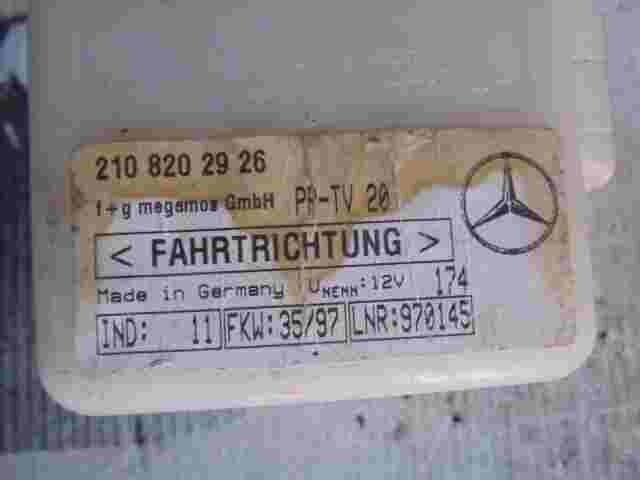 210 820 29 26
f+g megamos GmbH PP-TV 20
< FAHRTRICHTUNG >
Made in Germany UNENN:12V 174
IND: 11 FKW:35/97 LNR:970145